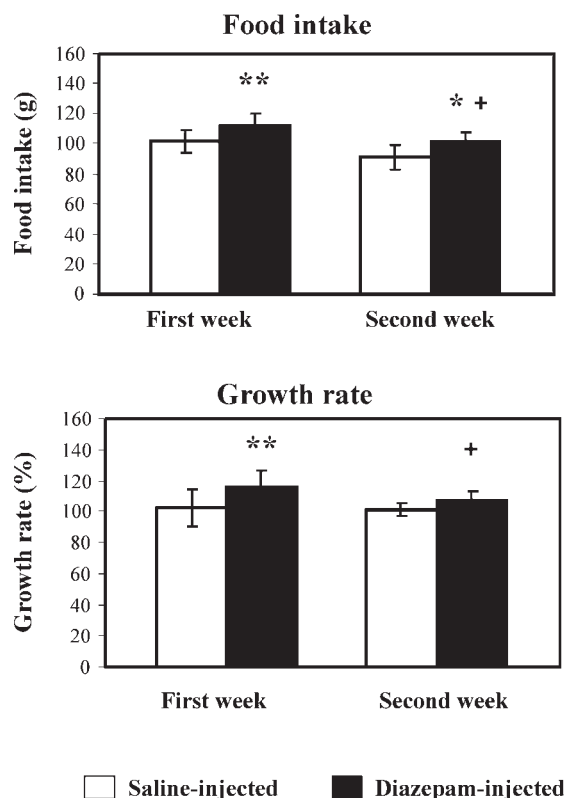 Food intake
160
140
120
100
80
60
40
20
0
Food intake (g)
**
* +
First week
Second week
Growth rate
160
140
120
100
80
60
40
20
0
Growth rate (%)
**
+
First week
Second week
Saline-injected
Diazepam-injected